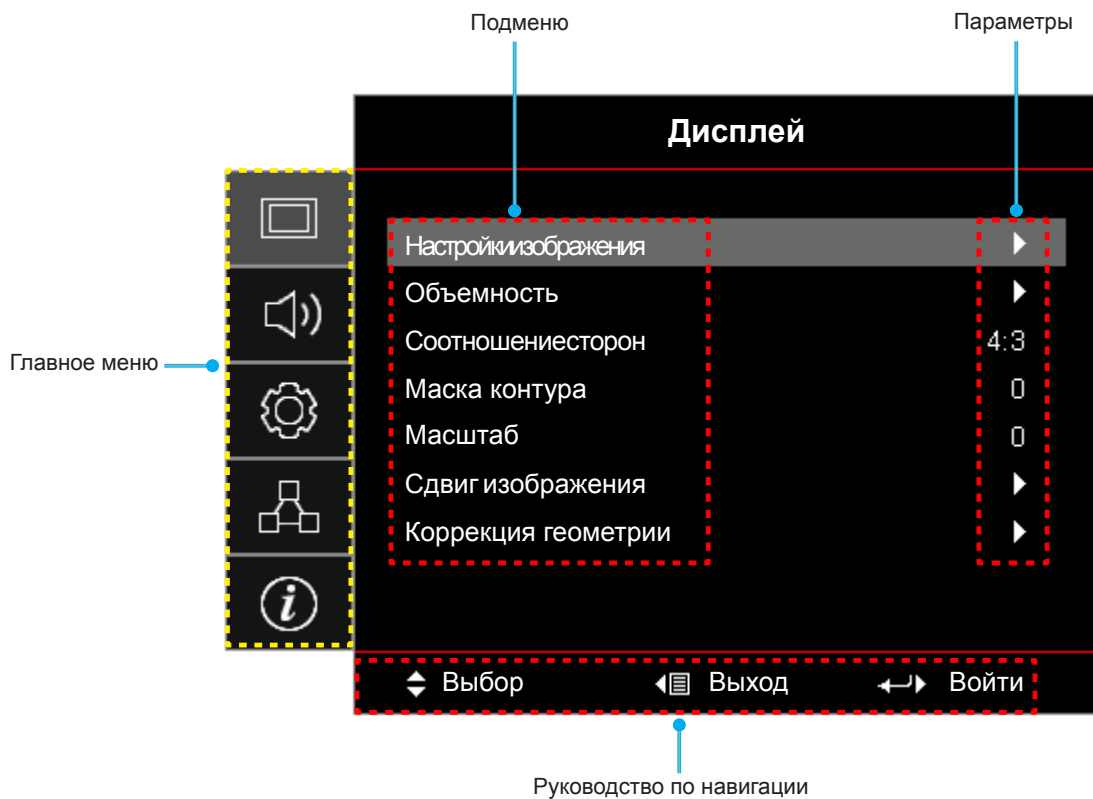 Подменю
Параметры
Дисплей
Главное меню
Настройкиизображения
Объемность
Соотношениесторон 4:3
Маска контура 0
Масштаб 0
Сдвиг изображения
Коррекция геометрии
i
Выбор Выход Войти
Руководство по навигации